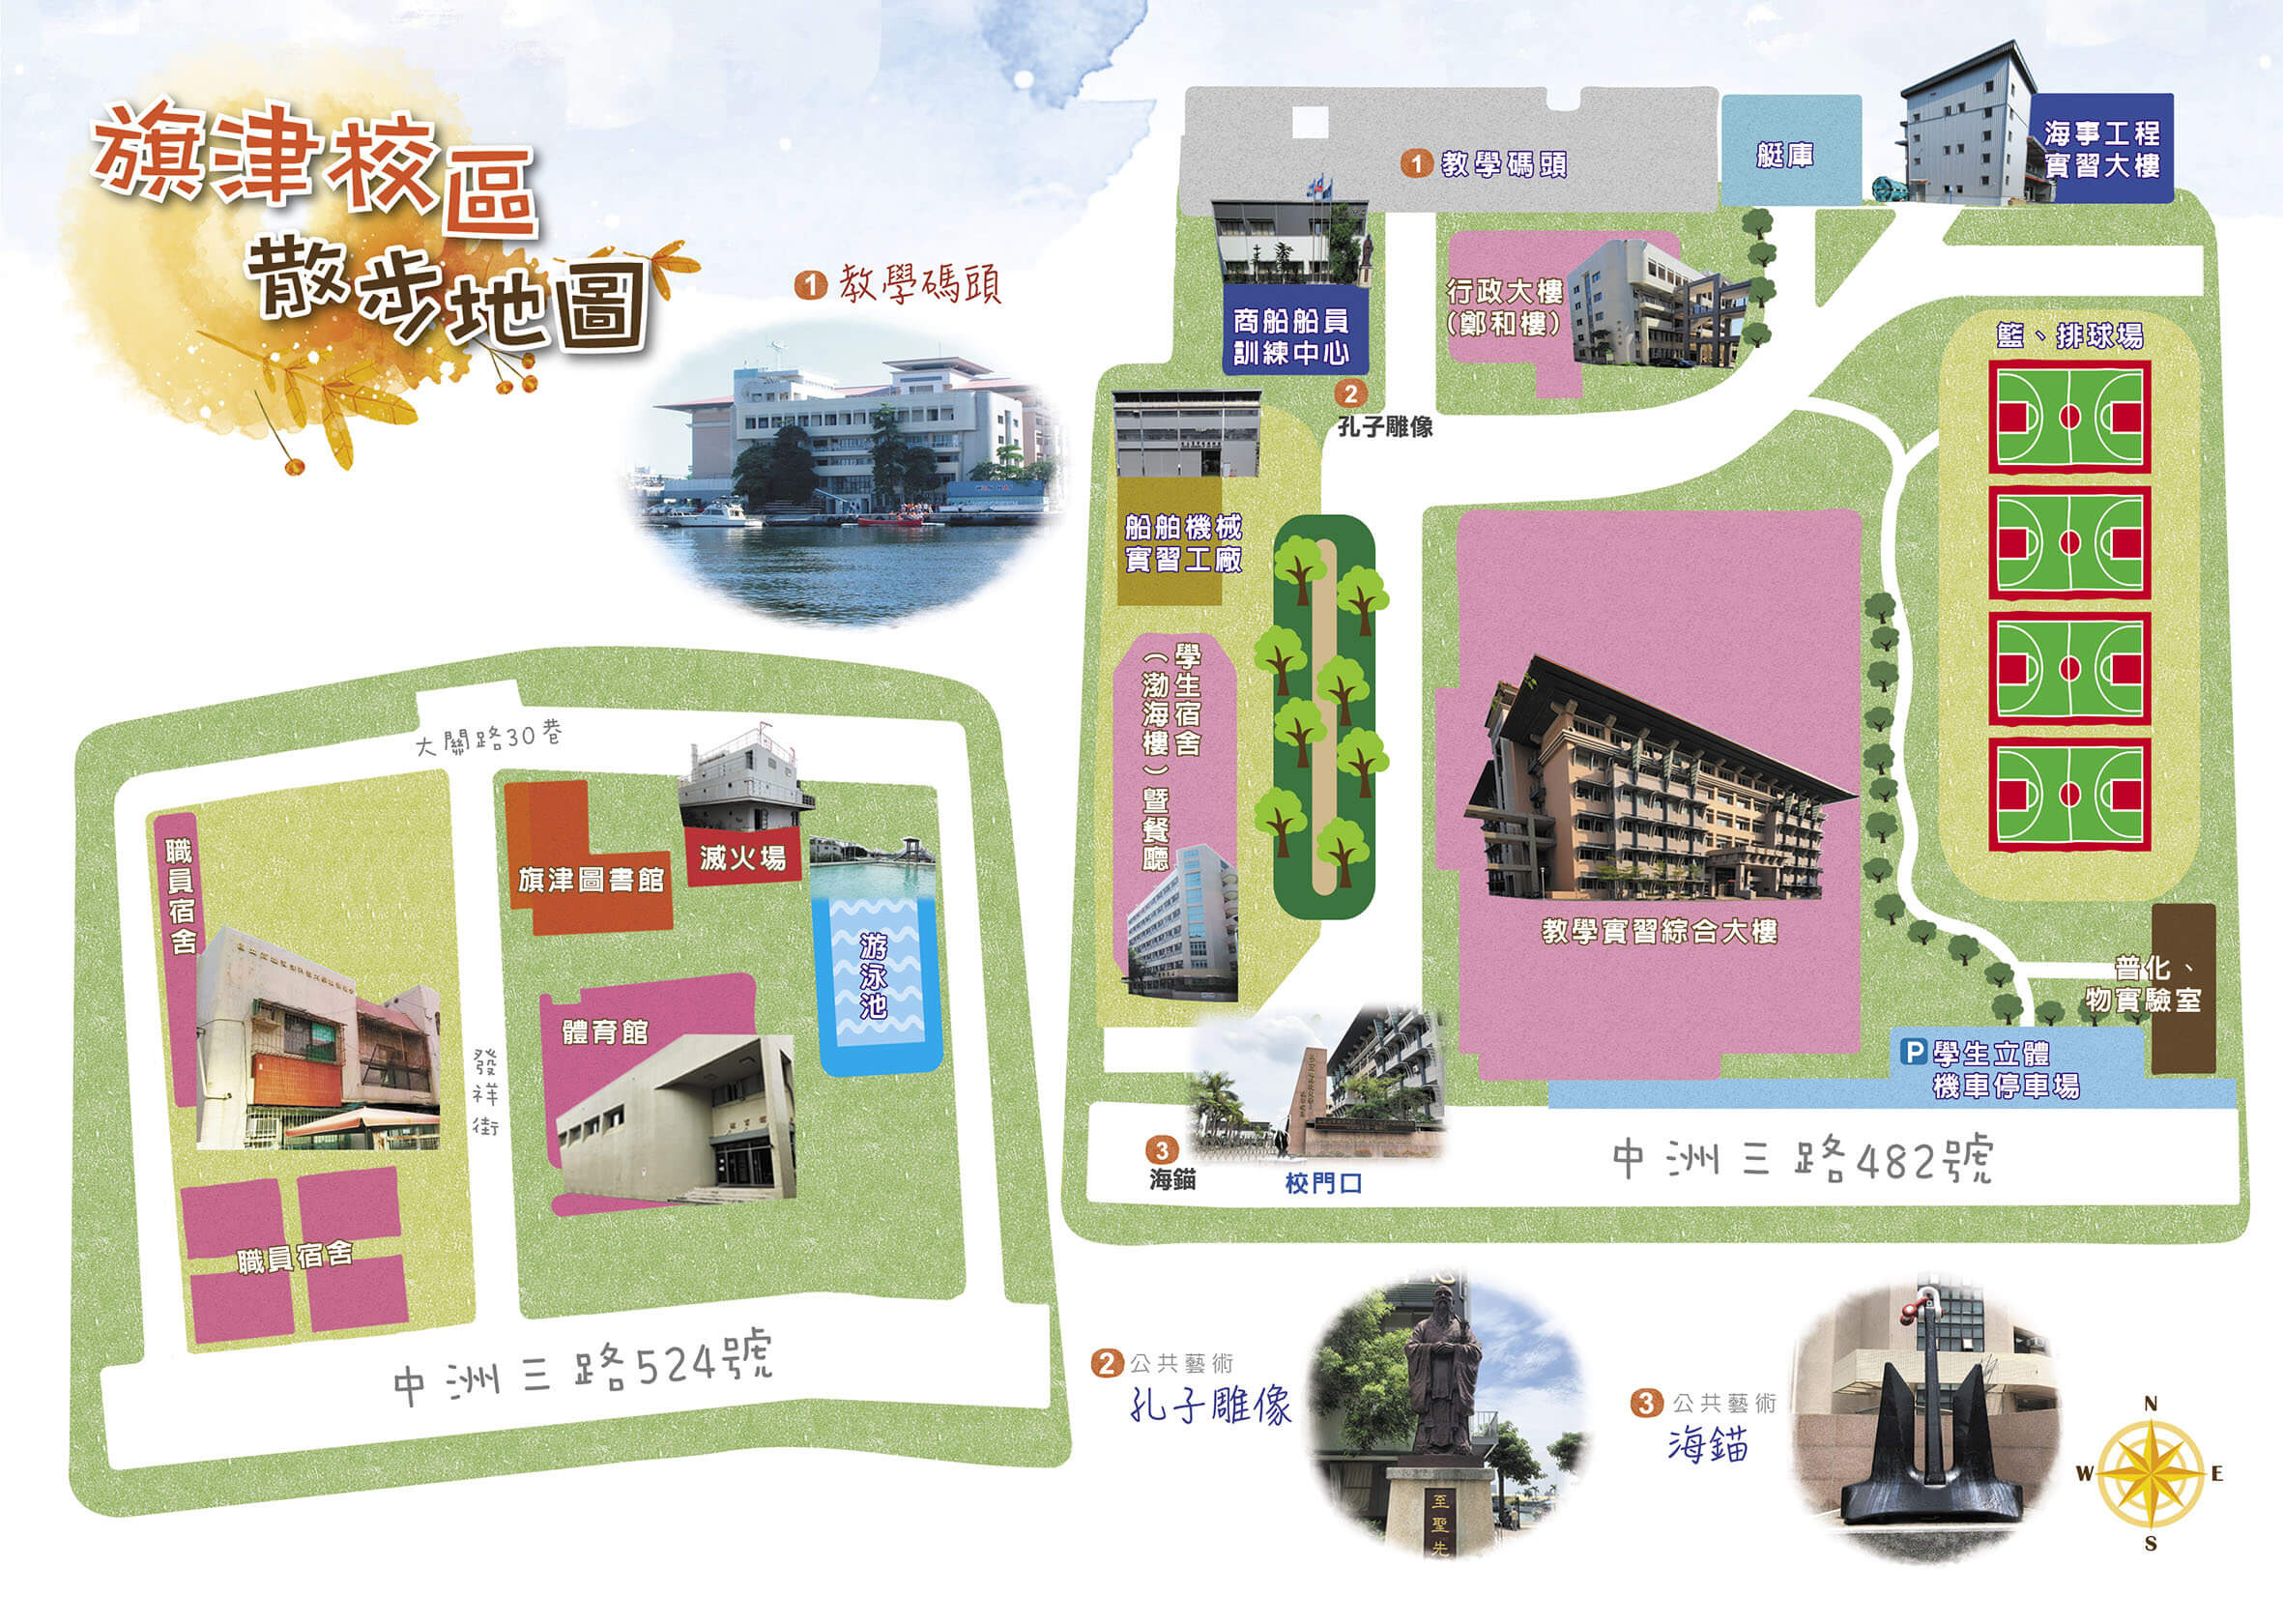 旗津校區
散步地圖
1 教學碼頭
1 教學碼頭
艇庫
海事工程
實習大樓
商船船員
訓練中心
2
孔子雕像
行政大樓
(鄭和樓)
籃、排球場
船舶機械
實習工廠
學生宿舍
(渤海樓)暨餐廳
教學實習綜合大樓
普化、
物實驗室
P 學生立體
機車停車場
3
海錨
校門口
中洲三路482號
大關路30巷
職員宿舍
旗津圖書館
滅火場
游泳池
體育館
發祥街
職員宿舍
中洲三路524號
2 公共藝術
孔子雕像
至聖先
3 公共藝術
海錨
N
W E
S